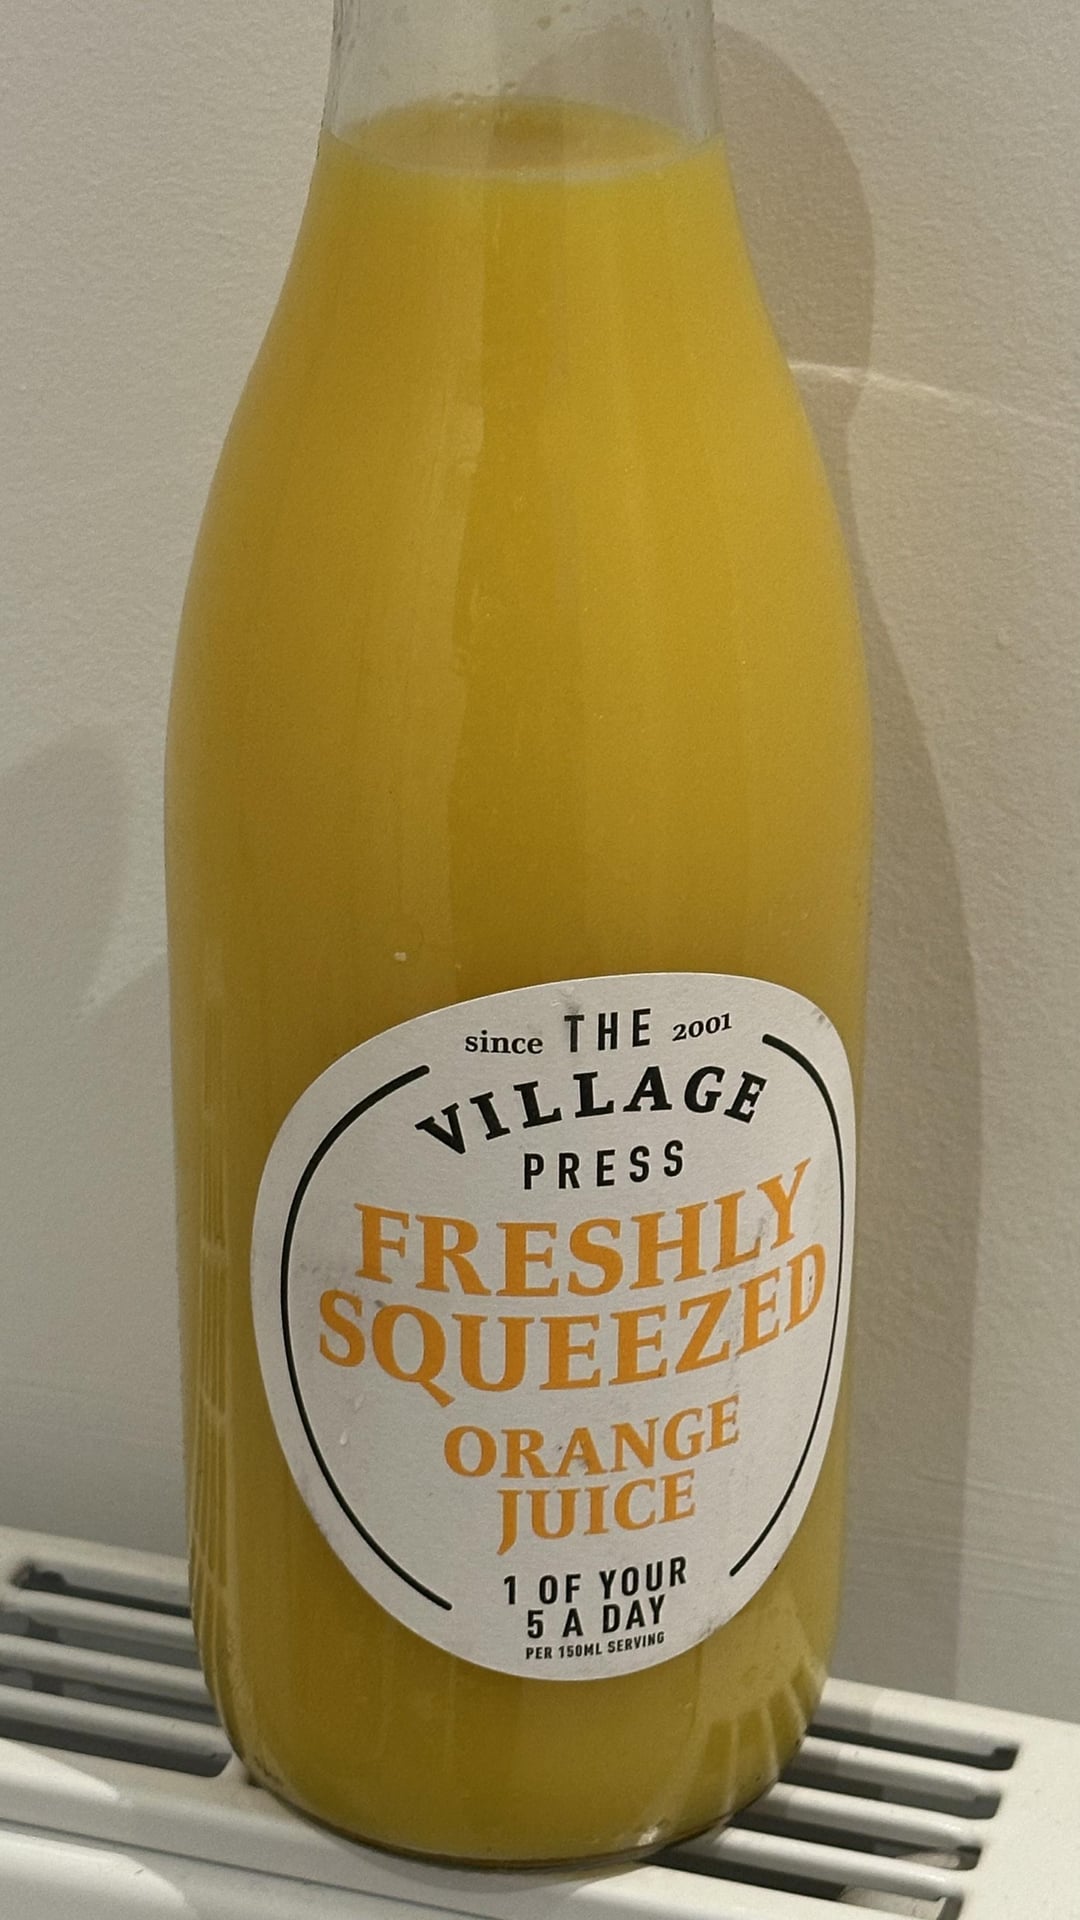 since THE 2001
VILLAGE
PRESS
FRESHLY
SQUEEZED
ORANGE
JUICE
1 OF YOUR
5 A DAY
PER 150ML SERVING